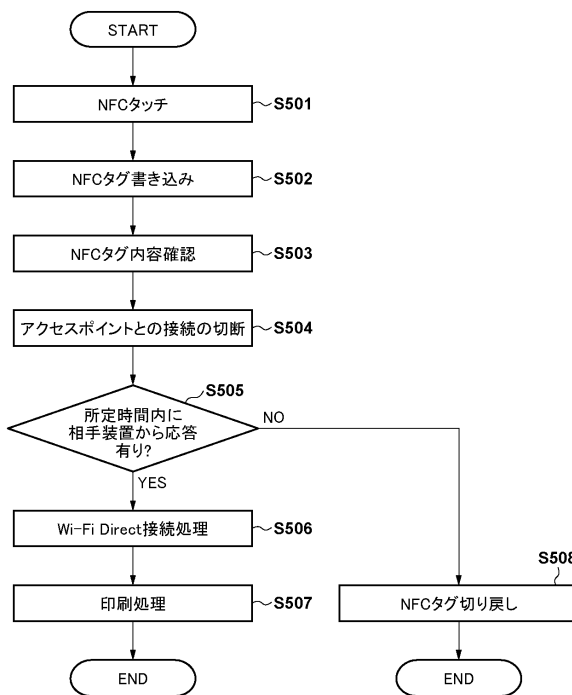 START
NFCタッチ
S501
NFCタグ書き込み
S502
NFCタグ内容確認
S503
アクセスポイントとの接続の切断
S504
S505
所定時間内に
相手装置から応答
有り?
NO
YES
Wi-Fi Direct接続処理
S506
S508
印刷処理
S507
NFCタグ切り戻し
END
END